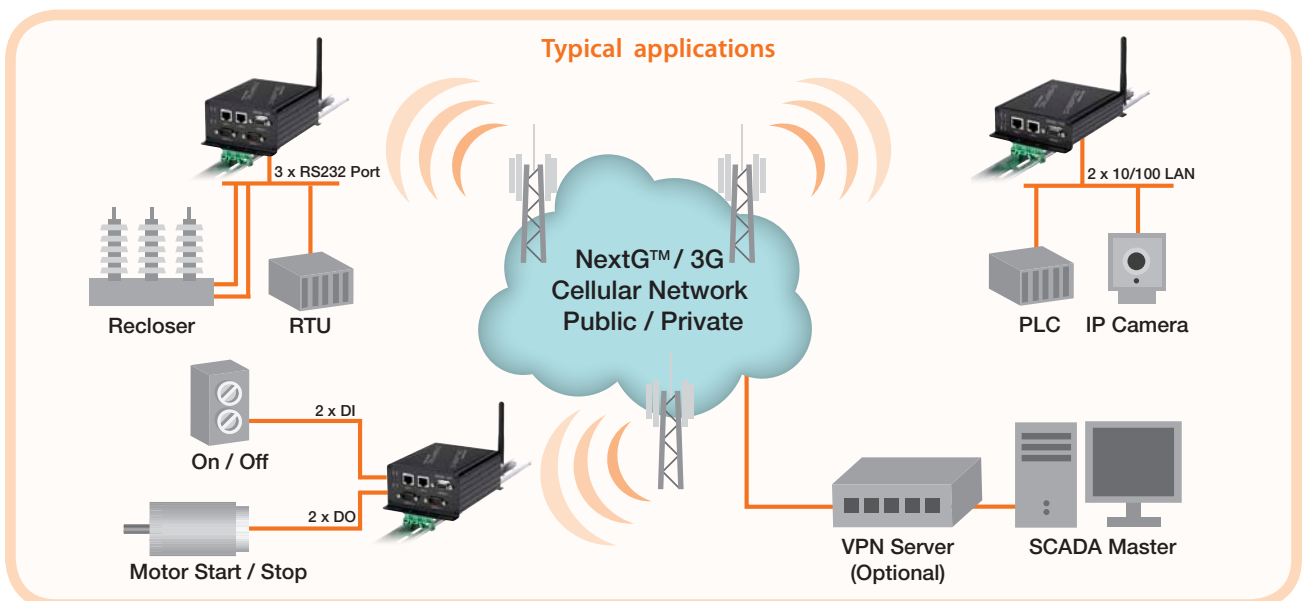 Typical applications
3 x RS232 Port
2 x 10/100 LAN
NextG™ / 3G
Cellular Network
Public / Private
Recloser
RTU
PLC
IP Camera
2 x DI
On / Off
2 x DO
Motor Start / Stop
VPN Server
(Optional)
SCADA Master